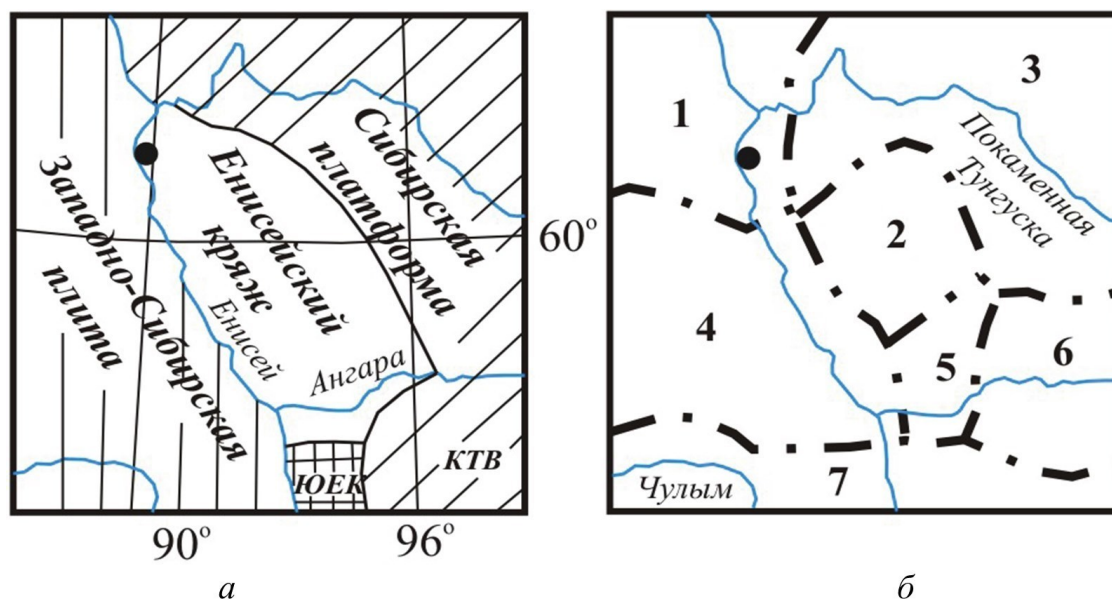 Западно-Сибирская
плита
Енисейский
кряж
Сибирская
платформа
Енисей
Ангара
КТВ
ЮЕК
60°
90°
96°
а
1
2
3
4
5
6
7
Покаменная
Тунгуска
Чулым
б